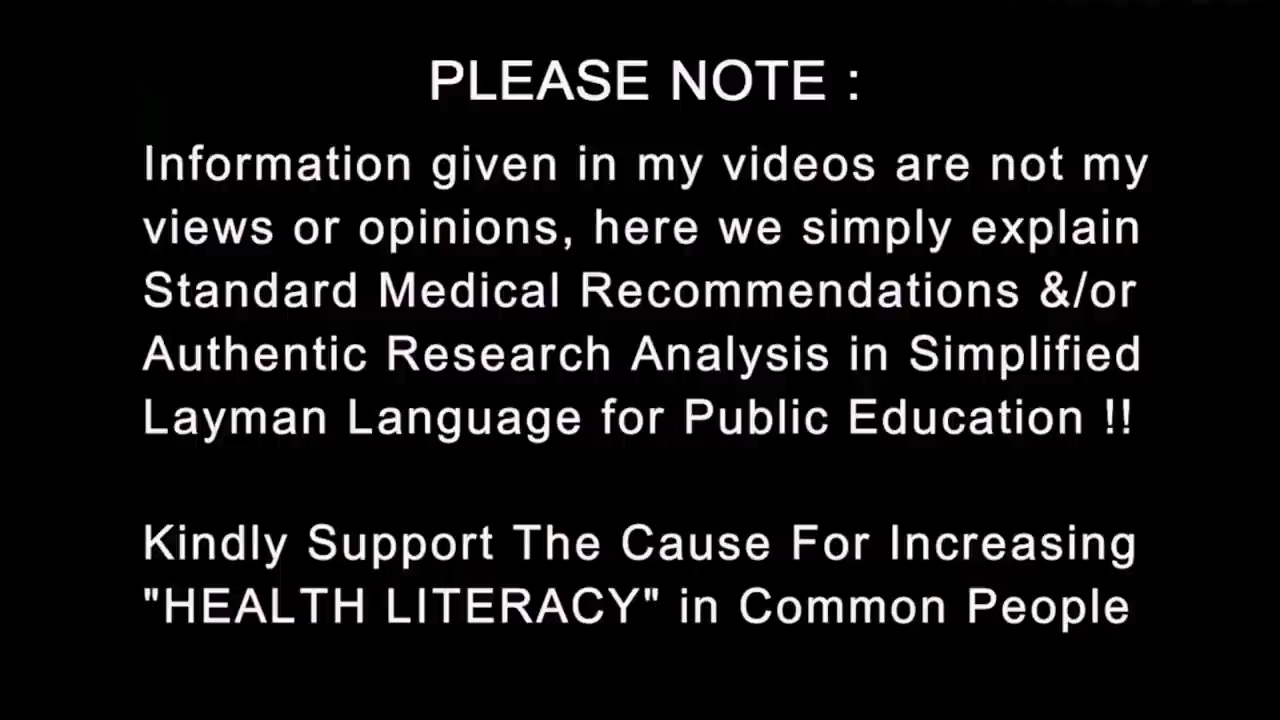 PLEASE NOTE :
Information given in my videos are not my
views or opinions, here we simply explain
Standard Medical Recommendations &/or
Authentic Research Analysis in Simplified
Layman Language for Public Education !!
Kindly Support The Cause For Increasing
"HEALTH LITERACY" in Common People